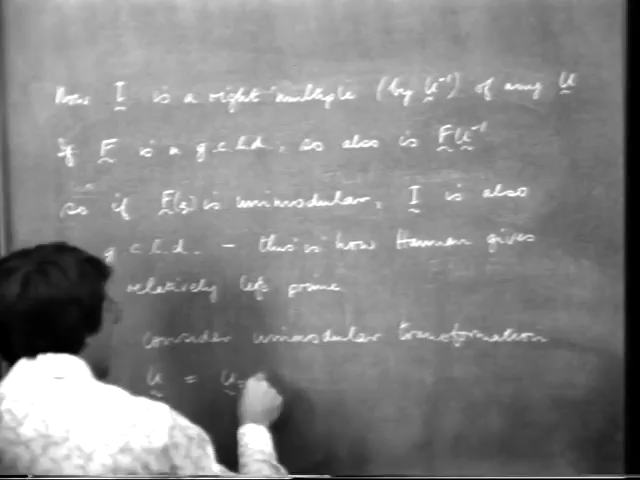 Now I is a right multiple (by U⁻¹) of any U
if F is a g.c.l.d., so also is FU⁻¹
so if F(s) is unimodular, I is also
g.c.l.d. - this is how gives
relatively left prime
consider unimodular transformation
U = U